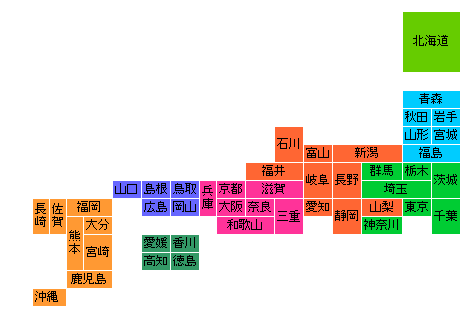 北海道
青森
秋田 岩手
山形 宮城
石川 富山 新潟 福島
福井 岐阜 長野 群馬 栃木 茨城
山口 島根 鳥取 兵庫 京都 滋賀 埼玉
広島 岡山 大阪 奈良 三重 愛知 静岡 山梨 東京 千葉
長崎 佐賀 福岡 和歌山 神奈川
熊本 大分
宮崎 愛媛 香川
高知 徳島
鹿児島
沖縄